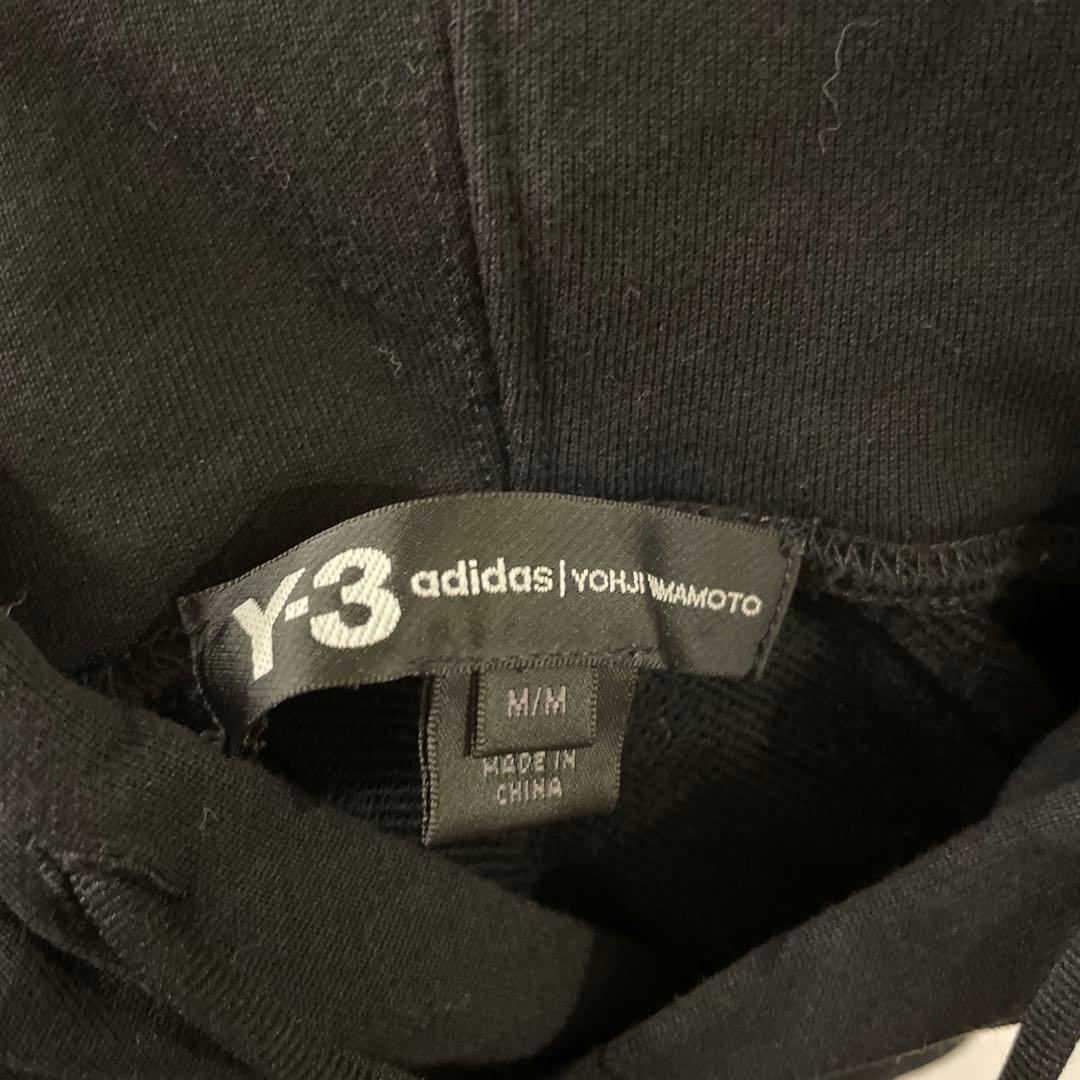 Y-3 adidas | YOHJI YAMAMOTO
M/M
MADE IN
CHINA